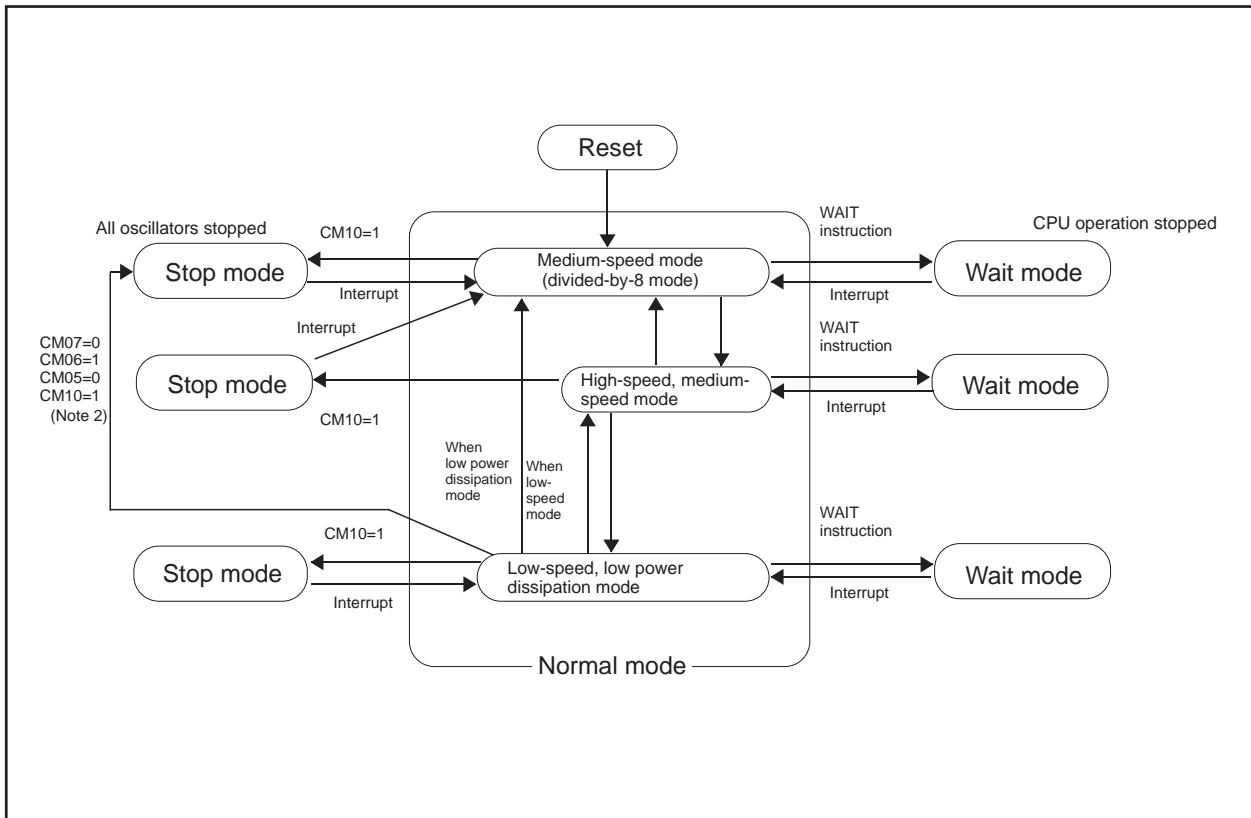 Reset
All oscillators stopped
CM10=1
WAIT
instruction
CPU operation stopped
Stop mode
Medium-speed mode
(divided-by-8 mode)
Wait mode
Interrupt
Interrupt
Interrupt
CM07=0
CM06=1
CM05=0
CM10=1
(Note 2)
WAIT
instruction
Stop mode
High-speed, medium-
speed mode
Wait mode
Interrupt
CM10=1
When
low power
dissipation
mode
When
low-
speed
mode
WAIT
instruction
CM10=1
Stop mode
Low-speed, low power
dissipation mode
Wait mode
Interrupt
Interrupt
Normal mode